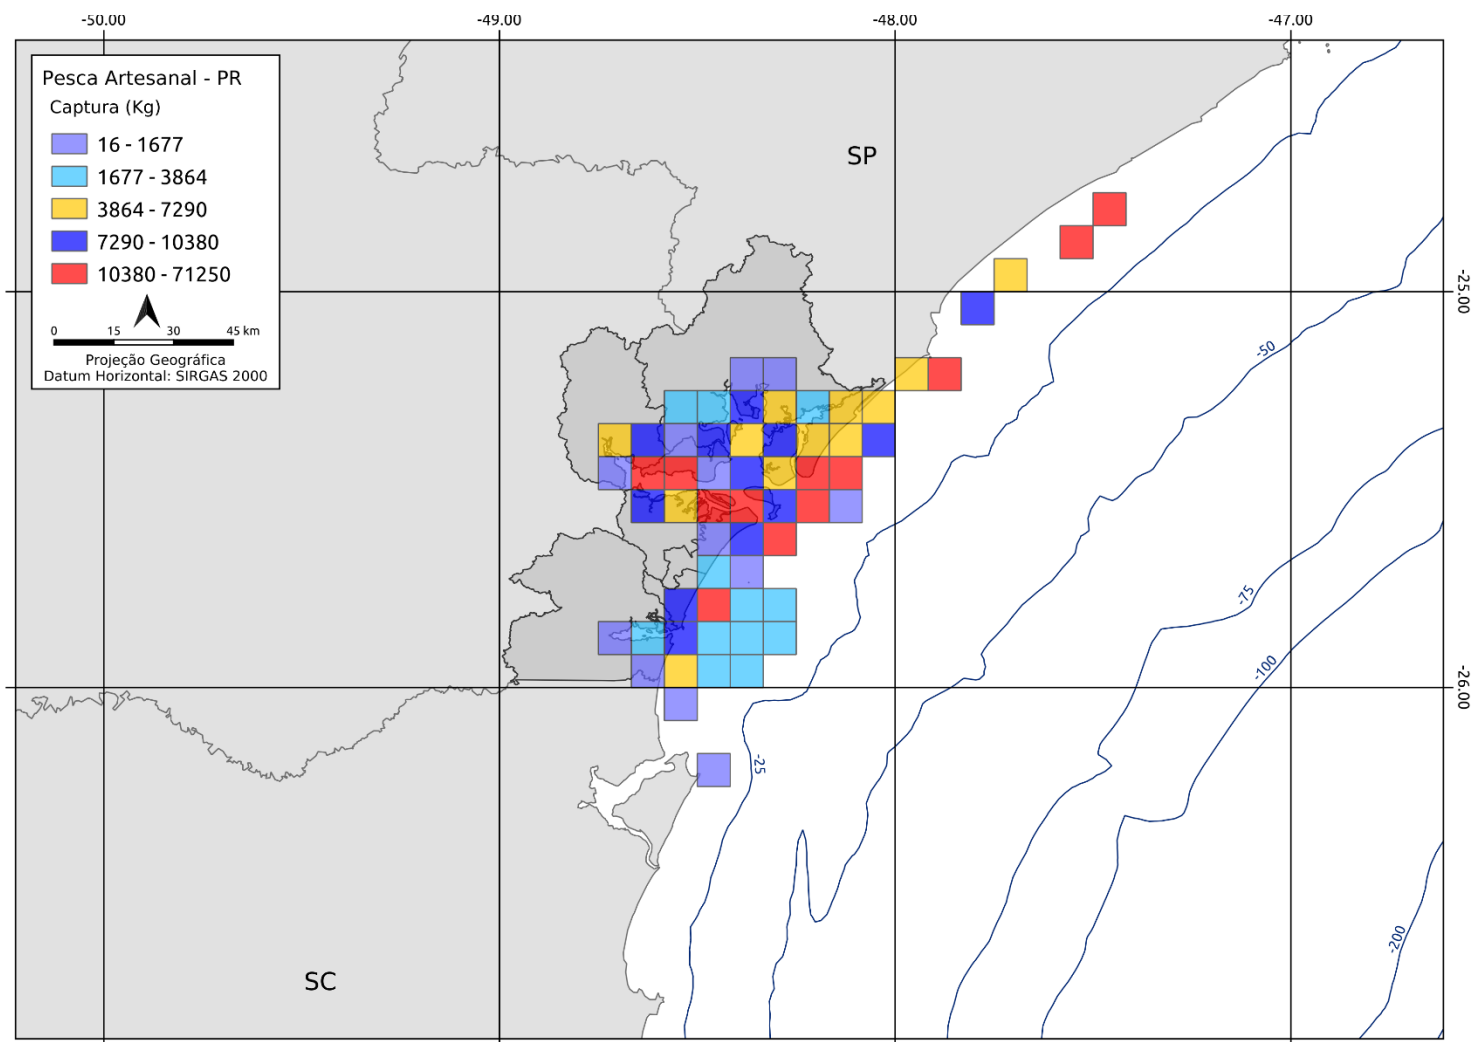 -50.00
-49.00
-48.00
-47.00
Pesca Artesanal - PR
Captura (Kg)
16 - 1677
1677 - 3864
3864 - 7290
7290 - 10380
10380 - 71250
0 15 30 45 km
Projeção Geográfica
Datum Horizontal: SIRGAS 2000
SP
-25.00
-50
-75
-100
-26.00
-25
-200
SC